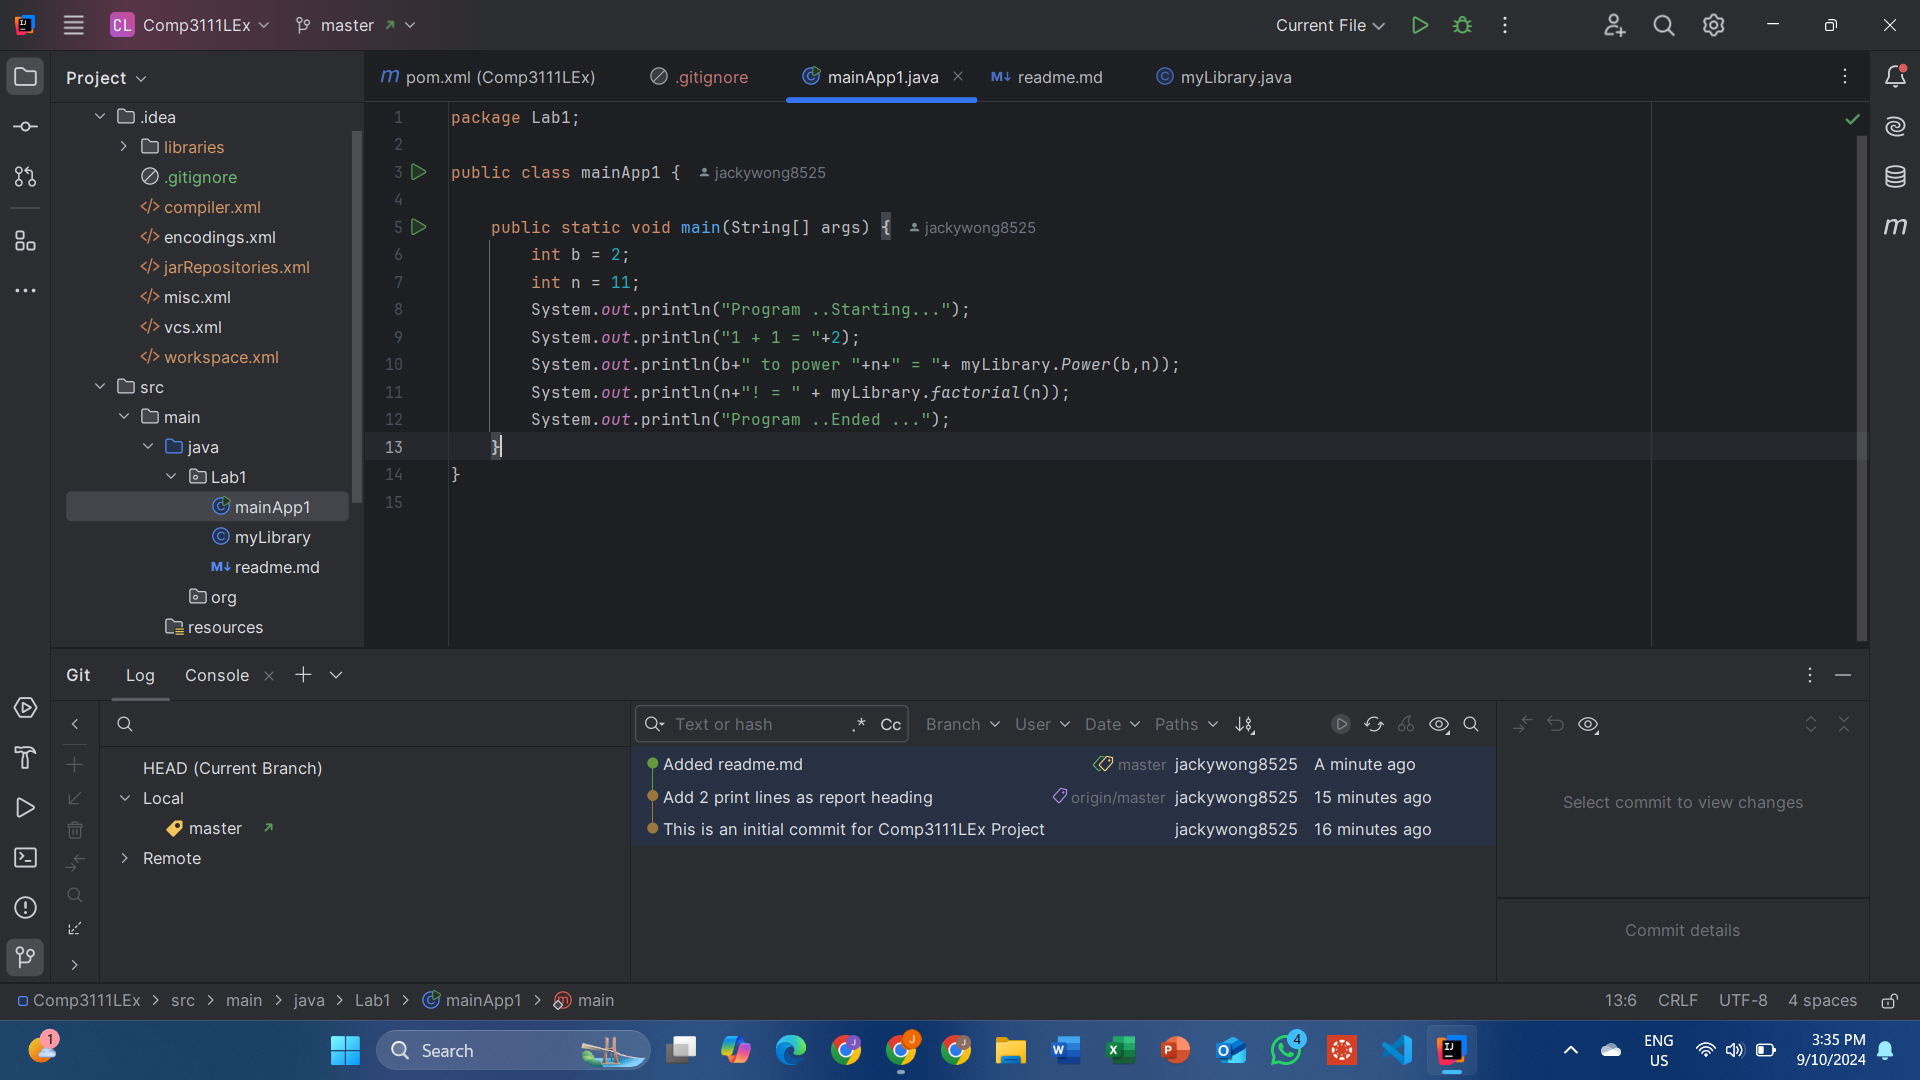 CL Comp3111LEx master Current File
Project
pom.xml (Comp3111LEx) .gitignore mainApp1.java readme.md myLibrary.java
.idea
libraries
.gitignore
compiler.xml
encodings.xml
jarRepositories.xml
misc.xml
vcs.xml
workspace.xml
src
main
java
Lab1
mainApp1
myLibrary
readme.md
org
resources
1 package Lab1;
2
3 public class mainApp1 { jackywong8525
4
5 public static void main(String[] args) { jackywong8525
6 int b = 2;
7 int n = 11;
8 System.out.println("Program ..Starting...");
9 System.out.println("1 + 1 = "+2);
10 System.out.println(b+" to power "+n+" = "+ myLibrary.Power(b,n));
11 System.out.println(n+"! = " + myLibrary.factorial(n));
12 System.out.println("Program ..Ended ...");
13 }
14 }
15
Git Log Console
Text or hash .* Cc Branch User Date Paths
HEAD (Current Branch)
Local
master
Remote
Added readme.md master jackywong8525 A minute ago
Add 2 print lines as report heading origin/master jackywong8525 15 minutes ago
This is an initial commit for Comp3111LEx Project jackywong8525 16 minutes ago
Select commit to view changes
Commit details
Comp3111LEx > src > main > java > Lab1 > mainApp1 > main
13:6 CRLF UTF-8 4 spaces
1
Search
4
ENG
US
3:35 PM
9/10/2024